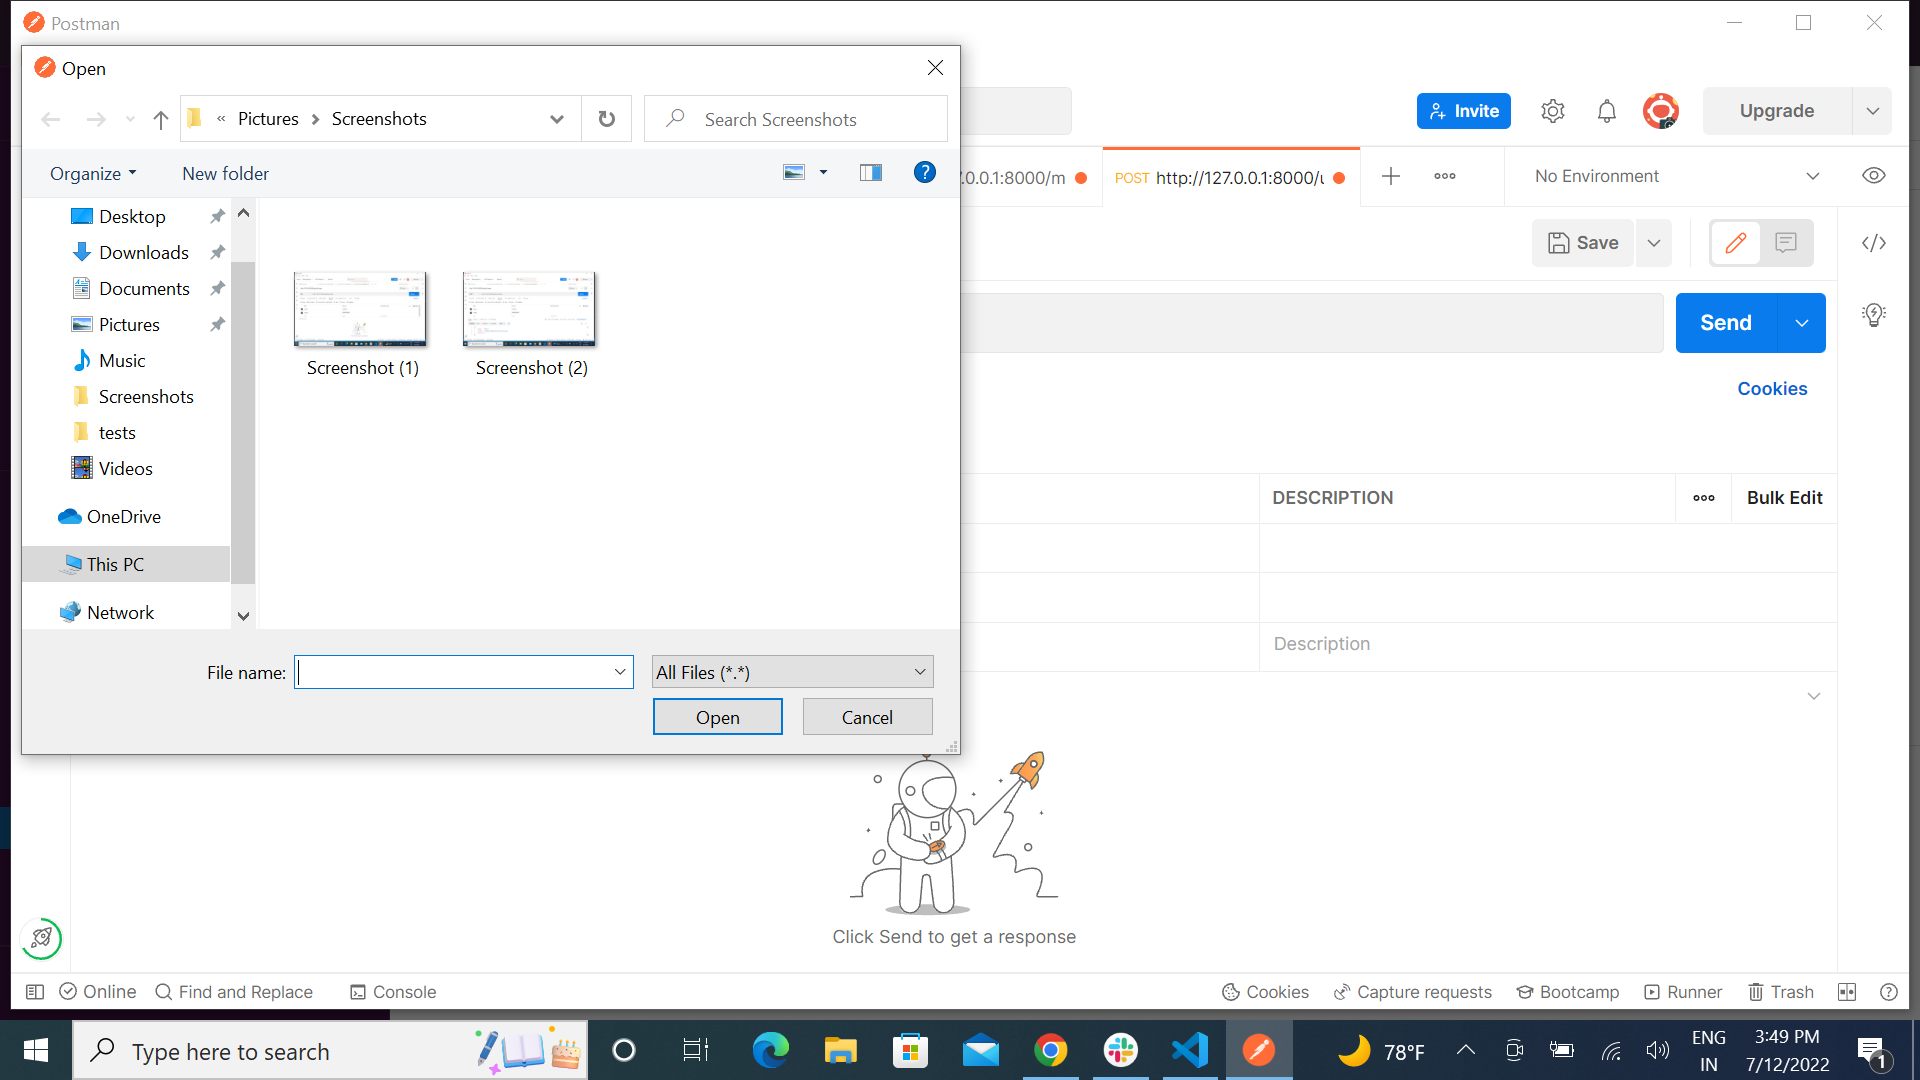 Postman
Open
« Pictures > Screenshots
Search Screenshots
Invite
Upgrade
Organize
New folder
7.0.0.1:8000/m
POST http://127.0.0.1:8000/u
No Environment
Desktop
Downloads
Documents
Pictures
Music
Screenshots
tests
Videos
OneDrive
This PC
Network
Screenshot (1)
Screenshot (2)
Save
Send
Cookies
DESCRIPTION
Bulk Edit
Description
File name:
All Files (*.*)
Open
Cancel
Click Send to get a response
Online
Find and Replace
Console
Cookies
Capture requests
Bootcamp
Runner
Trash
Type here to search
78°F
ENG
IN
3:49 PM
7/12/2022
1